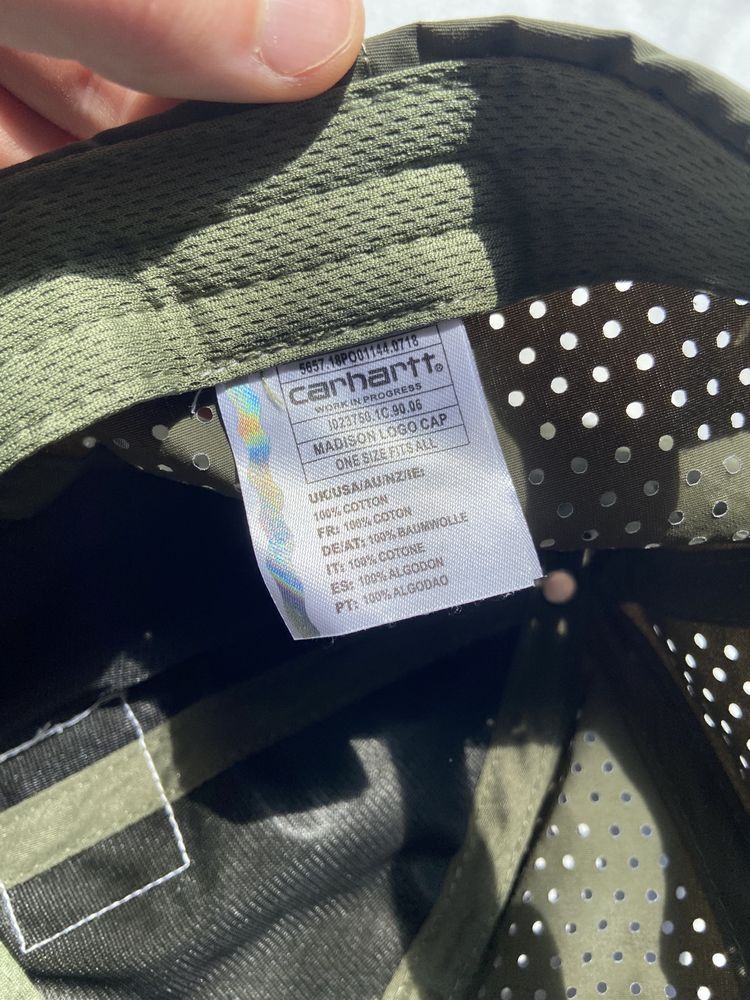 5657.18PO01144.0718
carhartt®
WORK IN PROGRESS
I023750.1C.90.06
MADISON LOGO CAP
ONE SIZE FITS ALL
UK/USA/AU/NZ/IE:
100% COTTON
FR: 100% COTON
DE/AT: 100% BAUMWOLLE
IT: 100% COTONE
ES: 100% ALGODON
PT: 100% ALGODAO